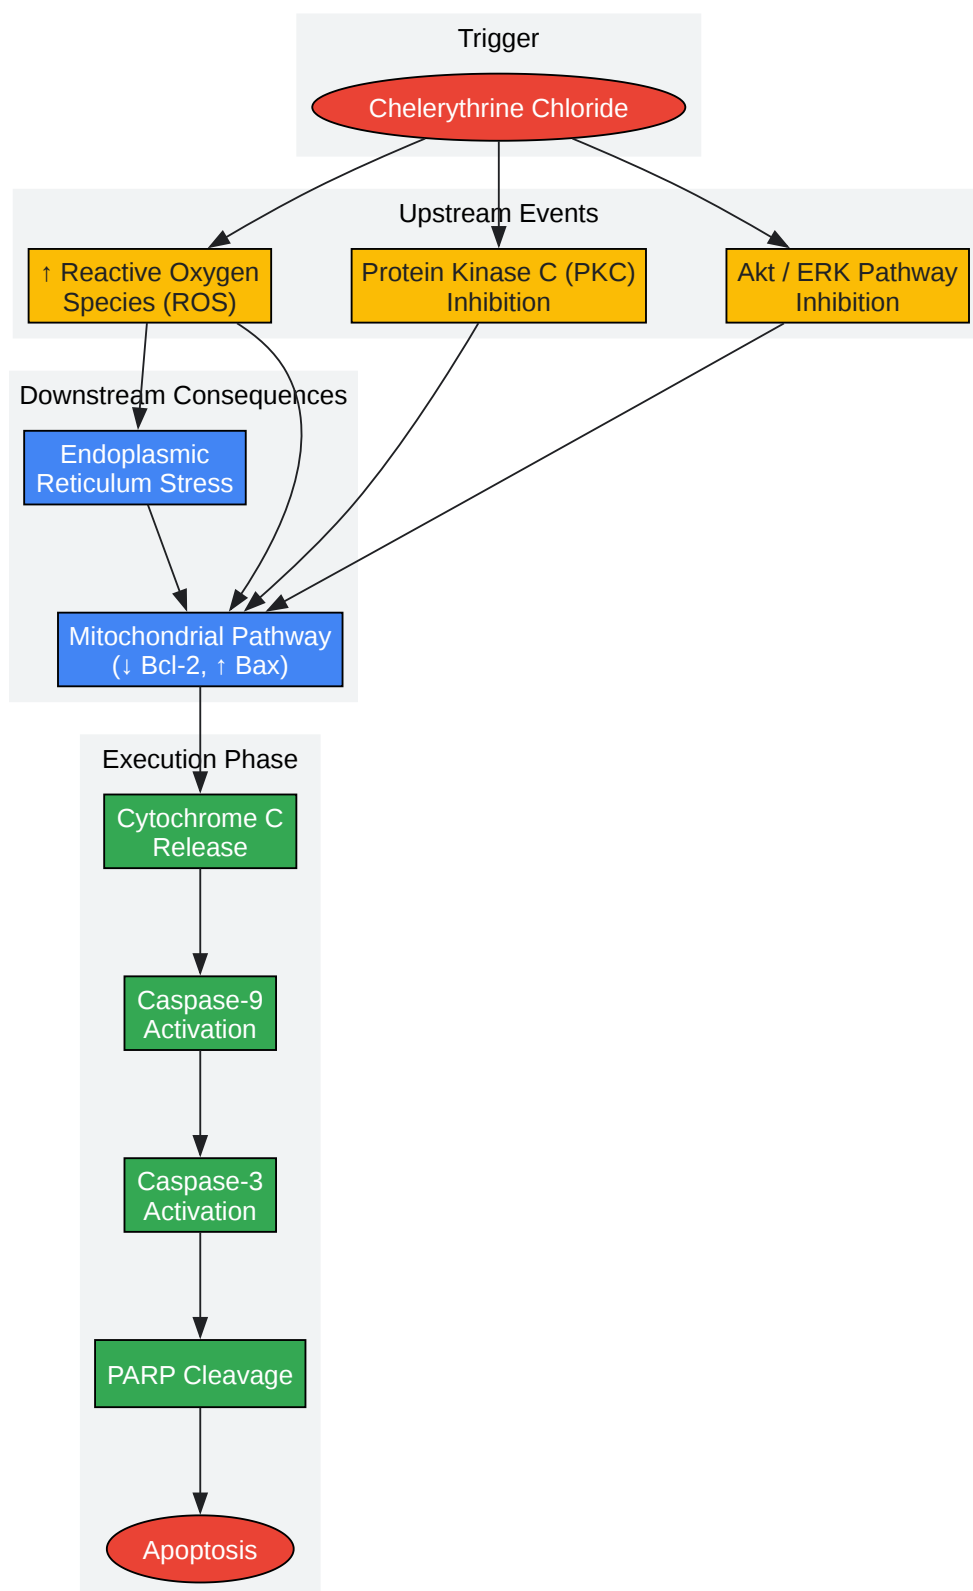 Trigger
Chelerythrine Chloride
Upstream Events
↑ Reactive Oxygen
Species (ROS)
Protein Kinase C (PKC)
Inhibition
Akt / ERK Pathway
Inhibition
Downstream Consequences
Endoplasmic
Reticulum Stress
Mitochondrial Pathway
(↓ Bcl-2, ↑ Bax)
Execution Phase
Cytochrome C
Release
Caspase-9
Activation
Caspase-3
Activation
PARP Cleavage
Apoptosis